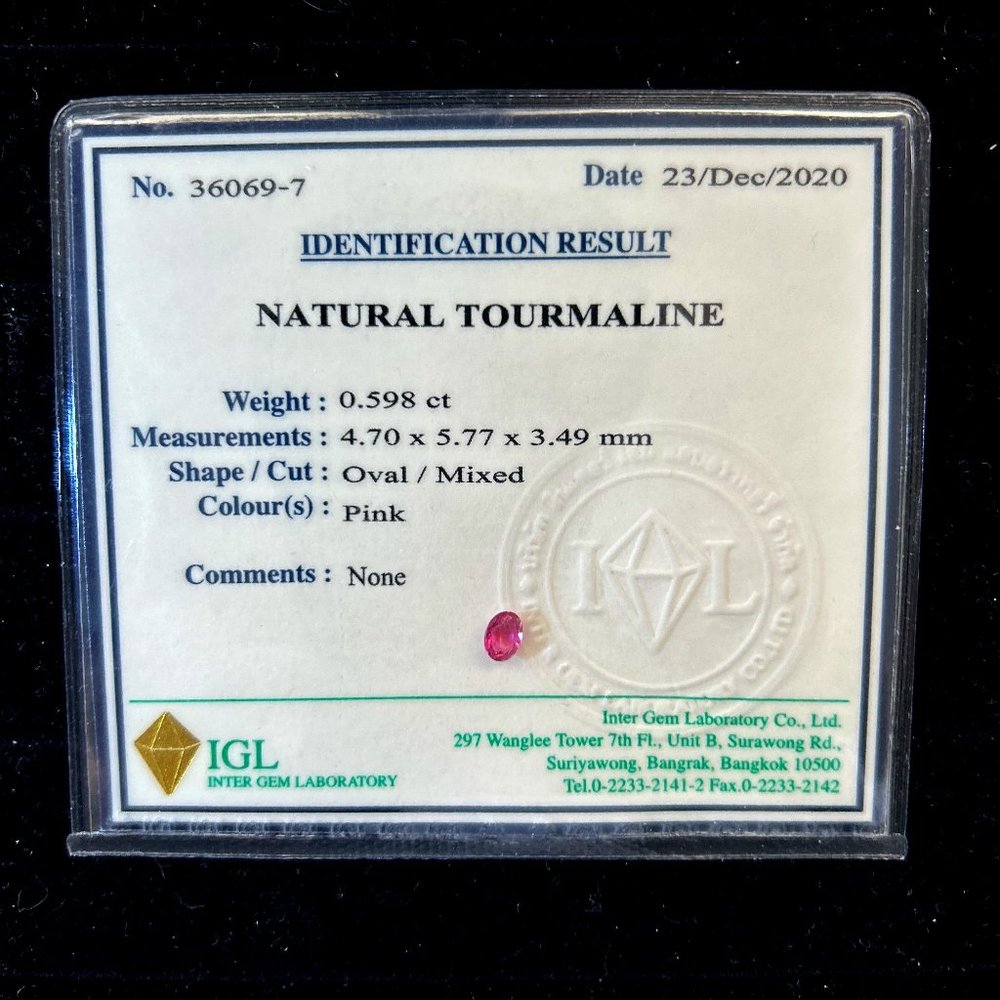 No. 36069-7
Date 23/Dec/2020
IDENTIFICATION RESULT
NATURAL TOURMALINE
Weight : 0.598 ct
Measurements : 4.70 x 5.77 x 3.49 mm
Shape / Cut : Oval / Mixed
Colour(s) : Pink
Comments : None
I L
IGL
INTER GEM LABORATORY
Inter Gem Laboratory Co., Ltd.
297 Wanglee Tower 7th Fl., Unit B, Surawong Rd.,
Suriyawong, Bangrak, Bangkok 10500
Tel.0-2233-2141-2 Fax.0-2233-2142